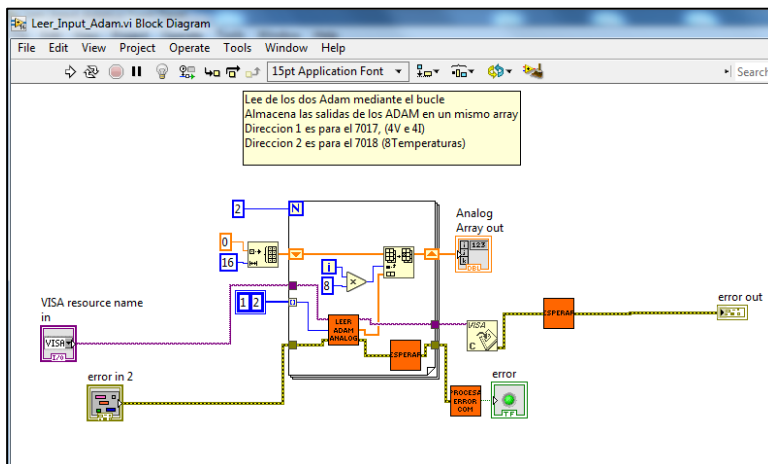 Leer_Input_Adam.vi Block Diagram
File Edit View Project Operate Tools Window Help
15pt Application Font
Search
Lee de los dos Adam mediante el bucle
Almacena las salidas de los ADAM en un mismo array
Direccion 1 es para el 7017, (4V e 4I)
Direccion 2 es para el 7018 (8Temperaturas)
2
N
Analog
Array out
0
16
i
8
123
DBL
VISA resource name
in
1 2
VISA
I/O
LEER
ADAM
ANALOG
VISA
C
ESPERAR
error out
error in 2
ESPERAR
error
PROCESA
ERROR
COM
TF